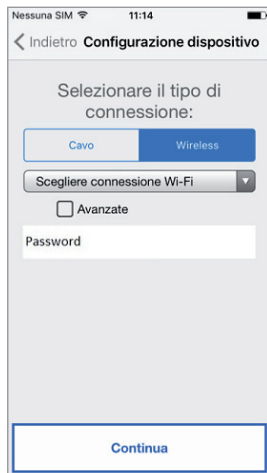 Nessuna SIM 11:14
Indietro Configurazione dispositivo
Selezionare il tipo di
connessione:
Cavo Wireless
Scegliere connessione Wi-Fi
Avanzate
Password
Continua